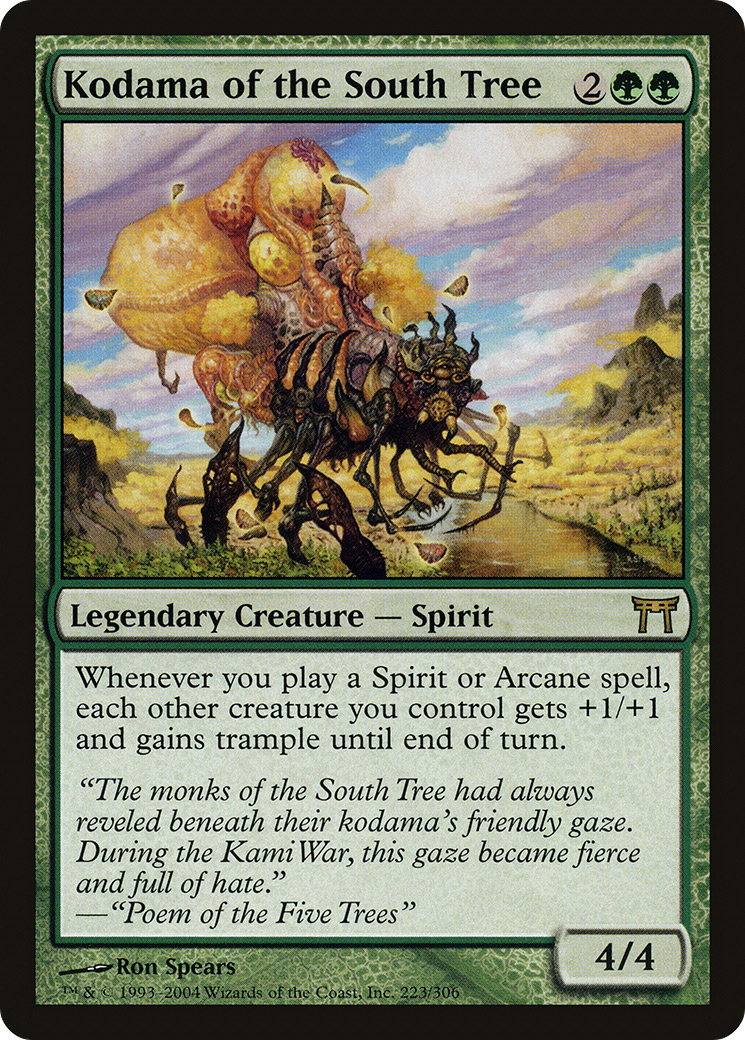 Kodama of the South Tree 2
Legendary Creature — Spirit
Whenever you play a Spirit or Arcane spell,
each other creature you control gets +1/+1
and gains trample until end of turn.
“The monks of the South Tree had always
reveled beneath their kodama’s friendly gaze.
During the Kami War, this gaze became fierce
and full of hate.”
—“Poem of the Five Trees”
4/4
Ron Spears
™ & © 1993–2004 Wizards of the Coast, Inc. 223/306